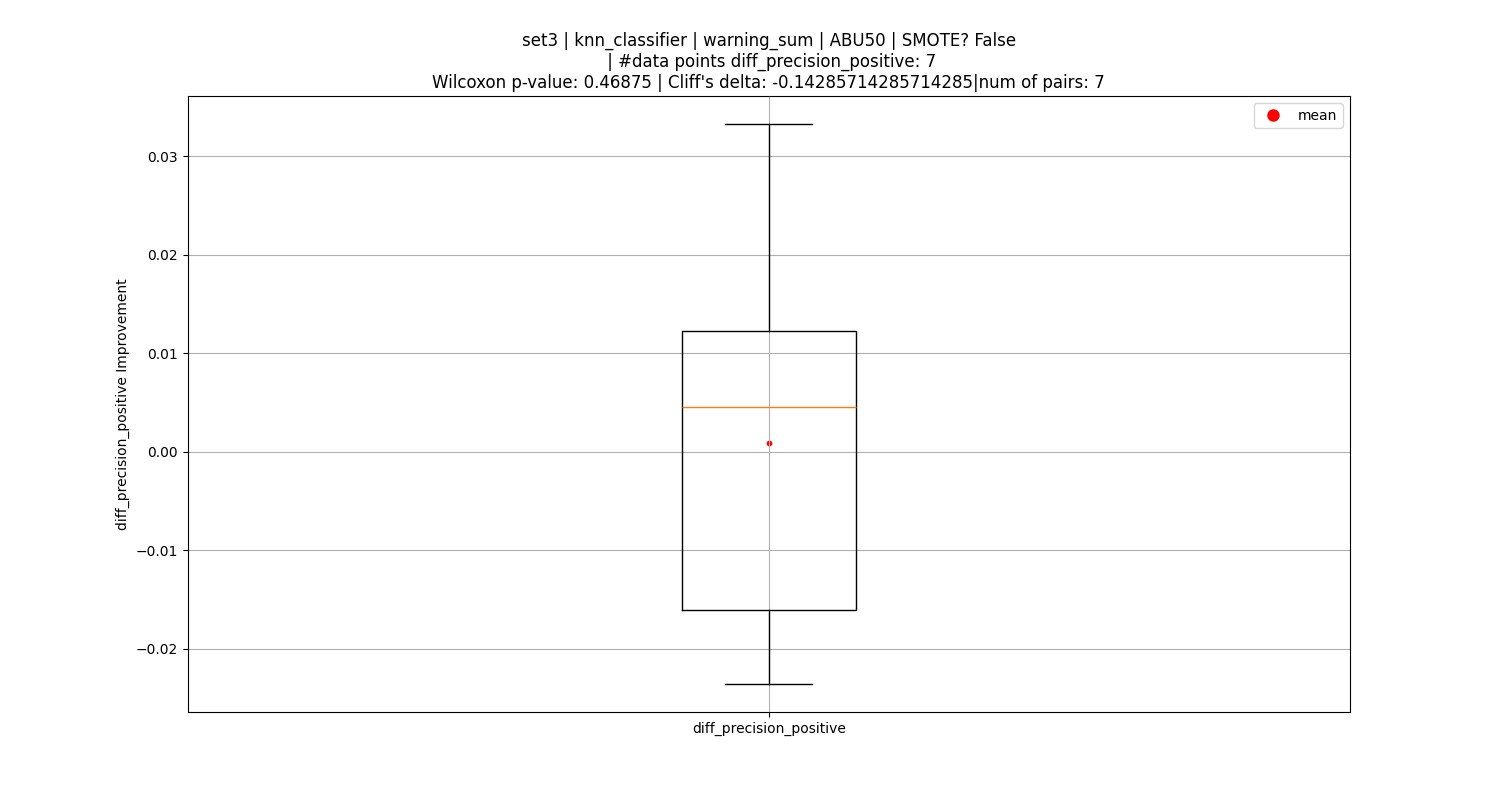 set3 | knn_classifier | warning_sum | ABU50 | SMOTE? False
| #data points diff_precision_positive: 7
Wilcoxon p-value: 0.46875 | Cliff's delta: -0.14285714285714285|num of pairs: 7
mean
0.03
0.02
0.01
0.00
−0.01
−0.02
diff_precision_positive Improvement
diff_precision_positive